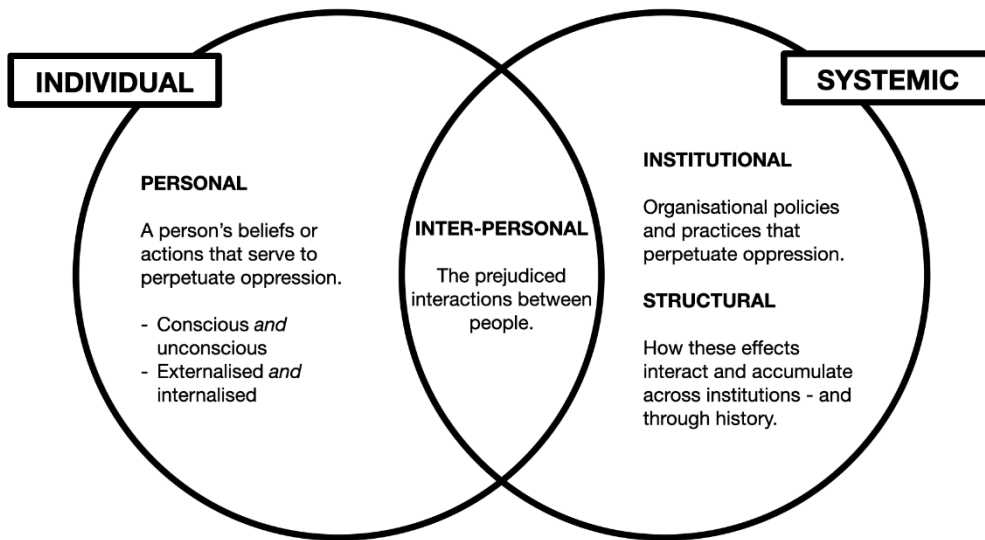 INDIVIDUAL
PERSONAL
A person’s beliefs or
actions that serve to
perpetuate oppression.
- Conscious and
unconscious
- Externalised and
internalised
INTER-PERSONAL
The prejudiced
interactions between
people.
SYSTEMIC
INSTITUTIONAL
Organisational policies
and practices that
perpetuate oppression.
STRUCTURAL
How these effects
interact and accumulate
across institutions - and
through history.